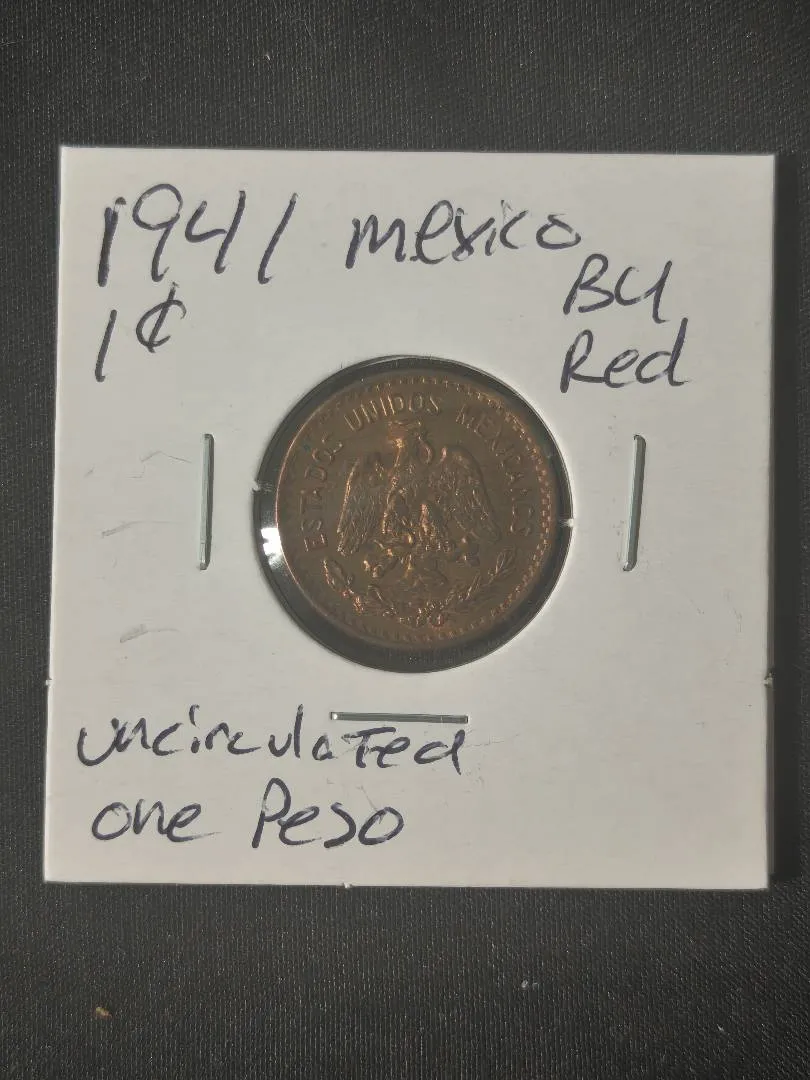 1941 Mexico
1¢
BU
Red
ESTADOS UNIDOS MEXICANOS
uncirculated
one Peso